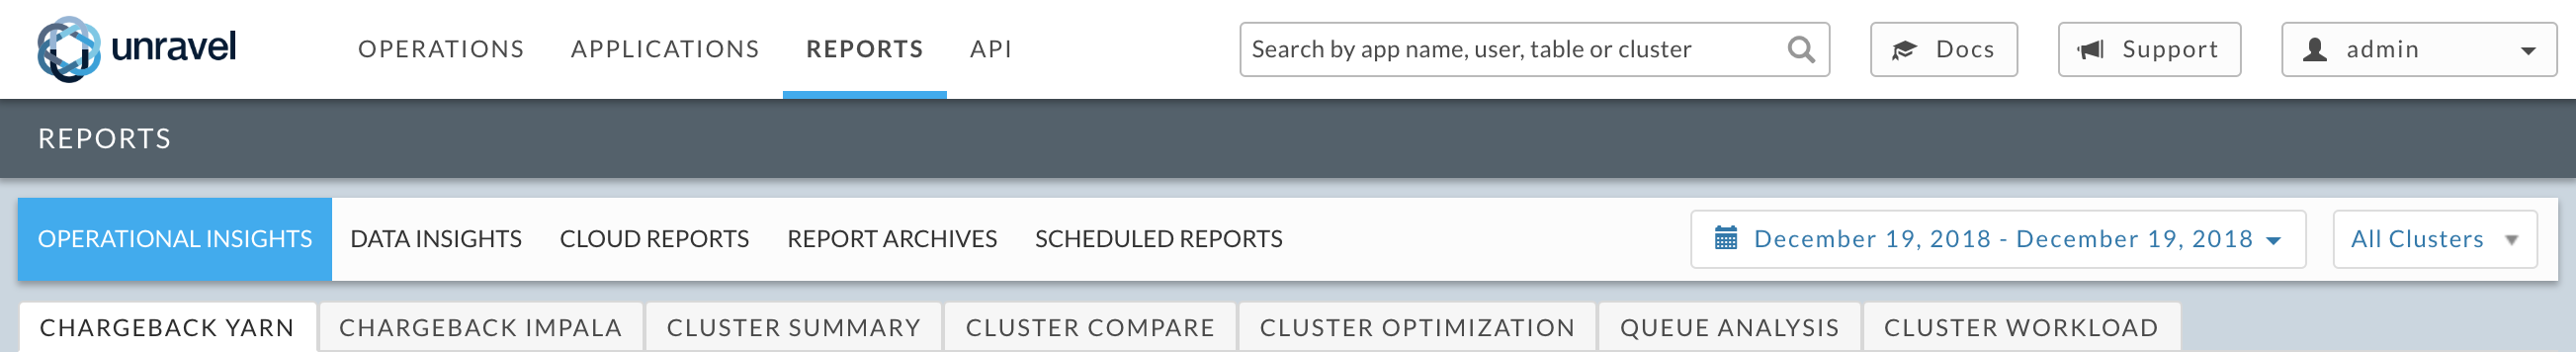 unravel OPERATIONS APPLICATIONS REPORTS API Search by app name, user, table or cluster Docs Support admin
REPORTS
OPERATIONAL INSIGHTS DATA INSIGHTS CLOUD REPORTS REPORT ARCHIVES SCHEDULED REPORTS December 19, 2018 - December 19, 2018 All Clusters
CHARGEBACK YARN CHARGEBACK IMPALA CLUSTER SUMMARY CLUSTER COMPARE CLUSTER OPTIMIZATION QUEUE ANALYSIS CLUSTER WORKLOAD